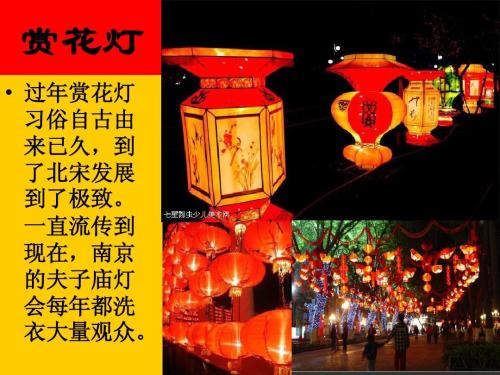 赏花灯
• 过年赏花灯
习俗自古由
来已久，到
了北宋发展
到了极致。
一直流传到
现在，南京
的夫子庙灯
会每年都洗
衣大量观众。
七星瓢虫少儿美术网